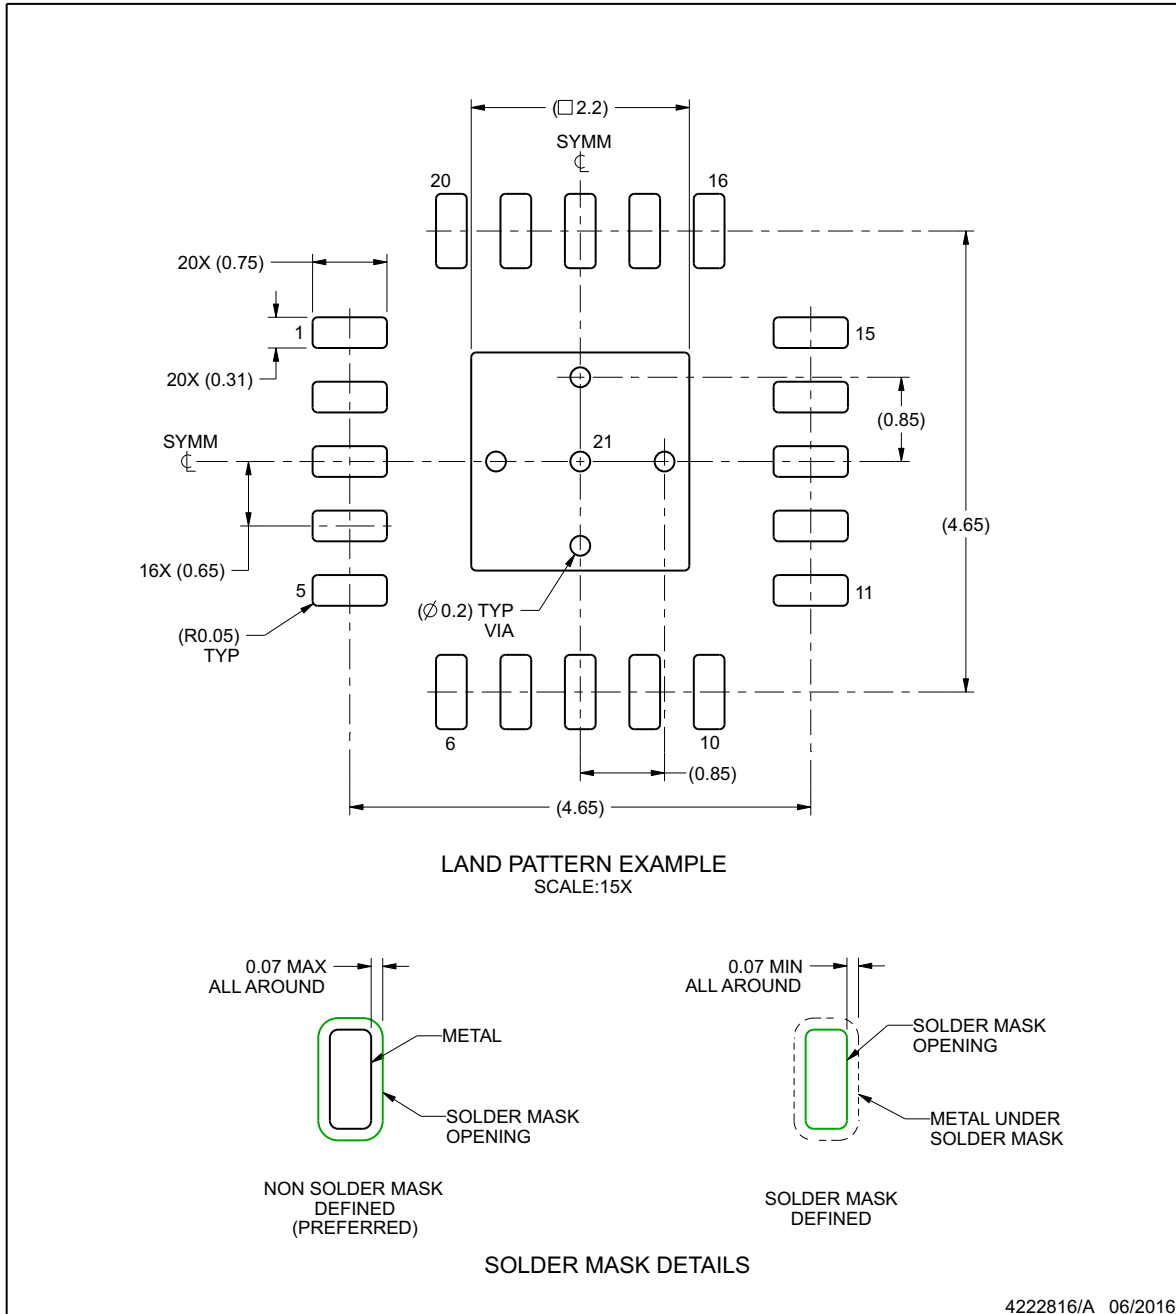 (□2.2)
SYMM
℄
20
16
20X (0.75)
1
15
20X (0.31)
(0.85)
SYMM
℄
21
(4.65)
16X (0.65)
5
11
(Ø0.2) TYP
VIA
(R0.05)
TYP
6
10
(0.85)
(4.65)
LAND PATTERN EXAMPLE
SCALE:15X
0.07 MAX
ALL AROUND
METAL
SOLDER MASK
OPENING
NON SOLDER MASK
DEFINED
(PREFERRED)
0.07 MIN
ALL AROUND
SOLDER MASK
OPENING
METAL UNDER
SOLDER MASK
SOLDER MASK
DEFINED
SOLDER MASK DETAILS
4222816/A 06/2016